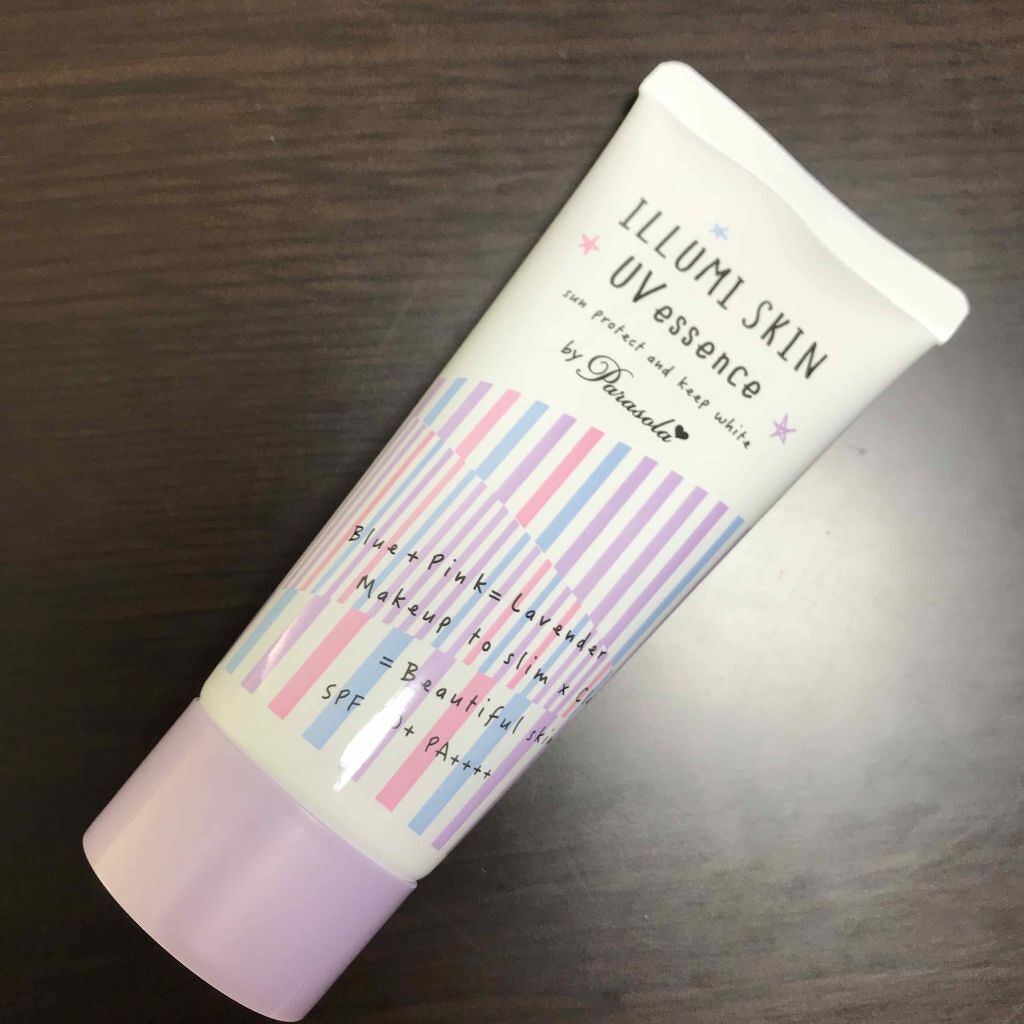 ILLUMI SKIN
UV essence
sun protect and keep white
by Parasola
Blue + Pink = Lavender
Makeup to slim x
= Beautiful
SPF PA++++